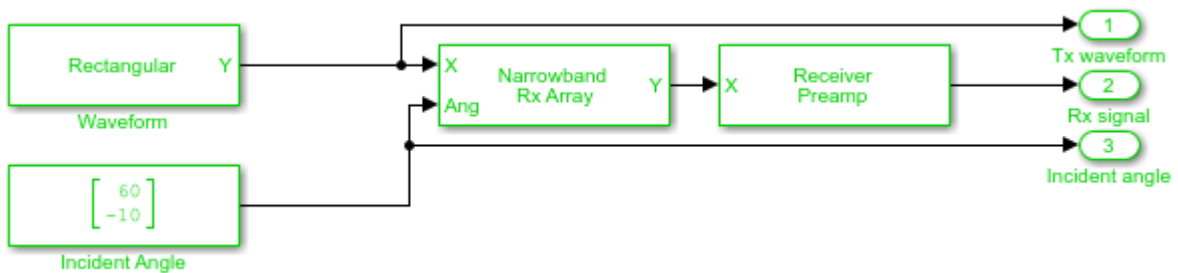 Rectangular Y
Waveform
60
-10
Incident Angle
X
Ang
Narrowband
Rx Array
Y
X
Receiver
Preamp
1
Tx waveform
2
Rx signal
3
Incident angle